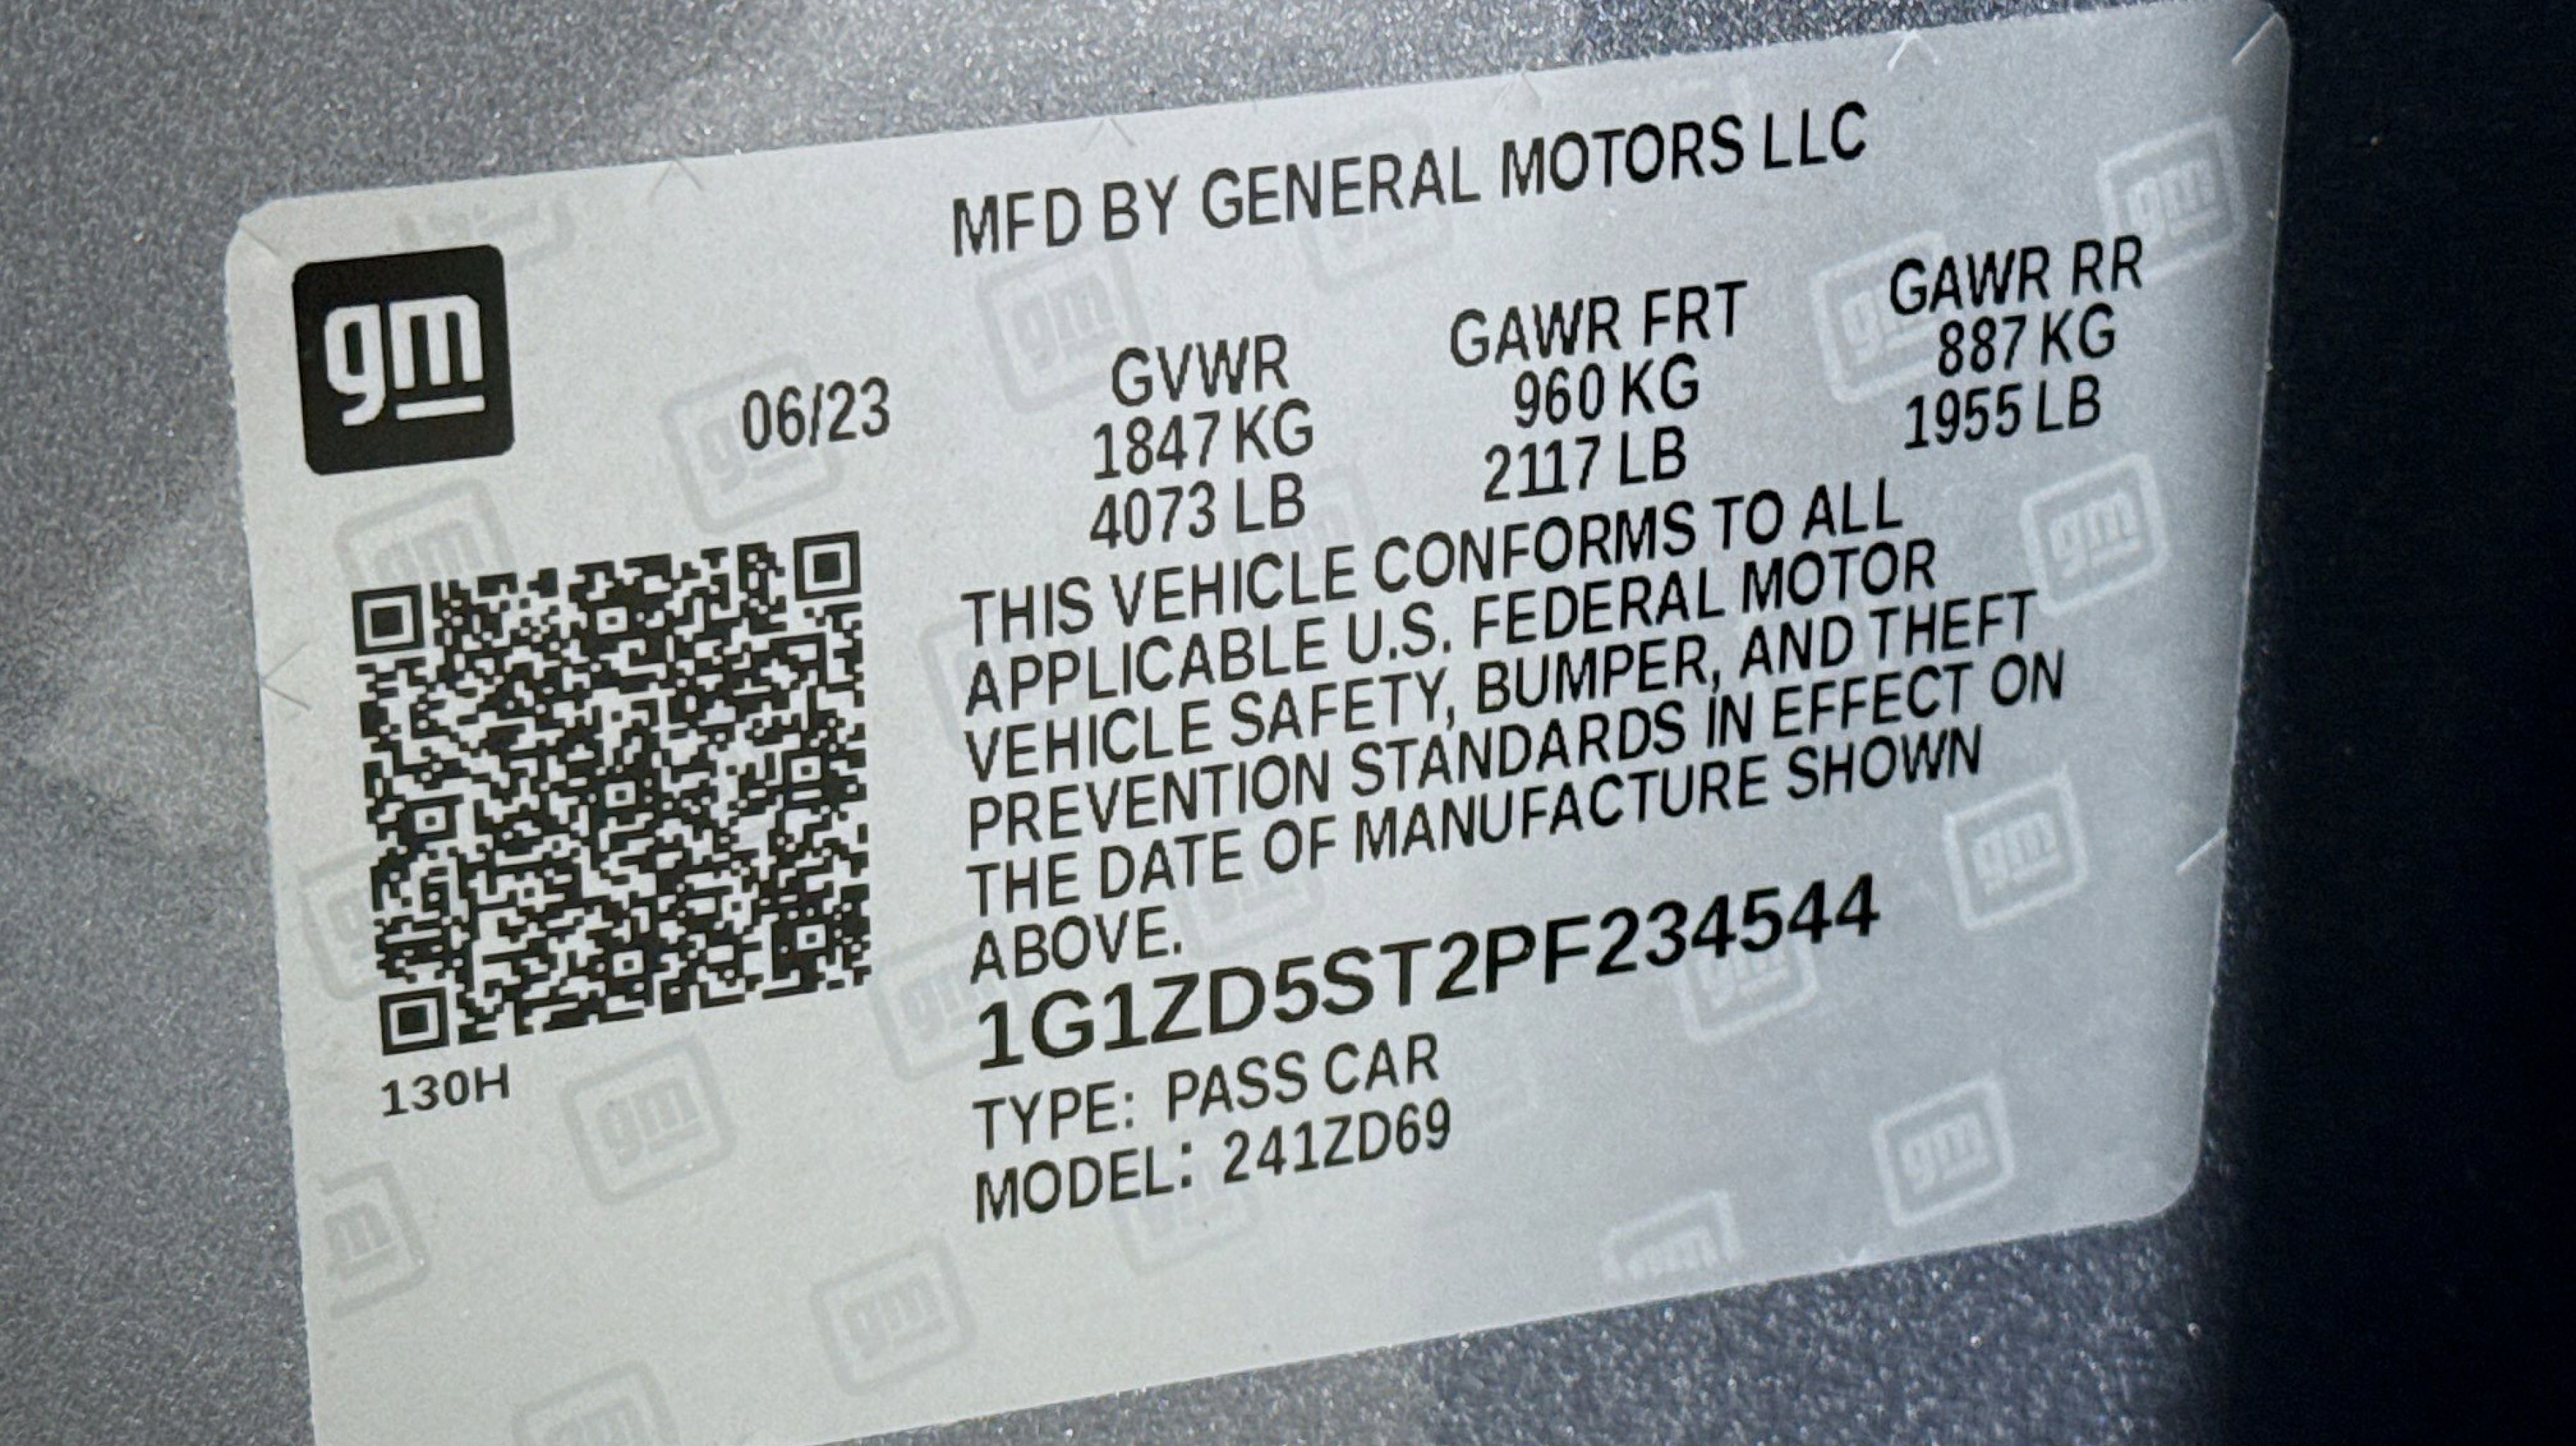 MFD BY GENERAL MOTORS LLC
gm
06/23
GVWR GAWR FRT GAWR RR
1847 KG 960 KG 887 KG
4073 LB 2117 LB 1955 LB
THIS VEHICLE CONFORMS TO ALL
APPLICABLE U.S. FEDERAL MOTOR
VEHICLE SAFETY, BUMPER, AND THEFT
PREVENTION STANDARDS IN EFFECT ON
THE DATE OF MANUFACTURE SHOWN
ABOVE.
1G1ZD5ST2PF234544
TYPE: PASS CAR
MODEL: 241ZD69
130H